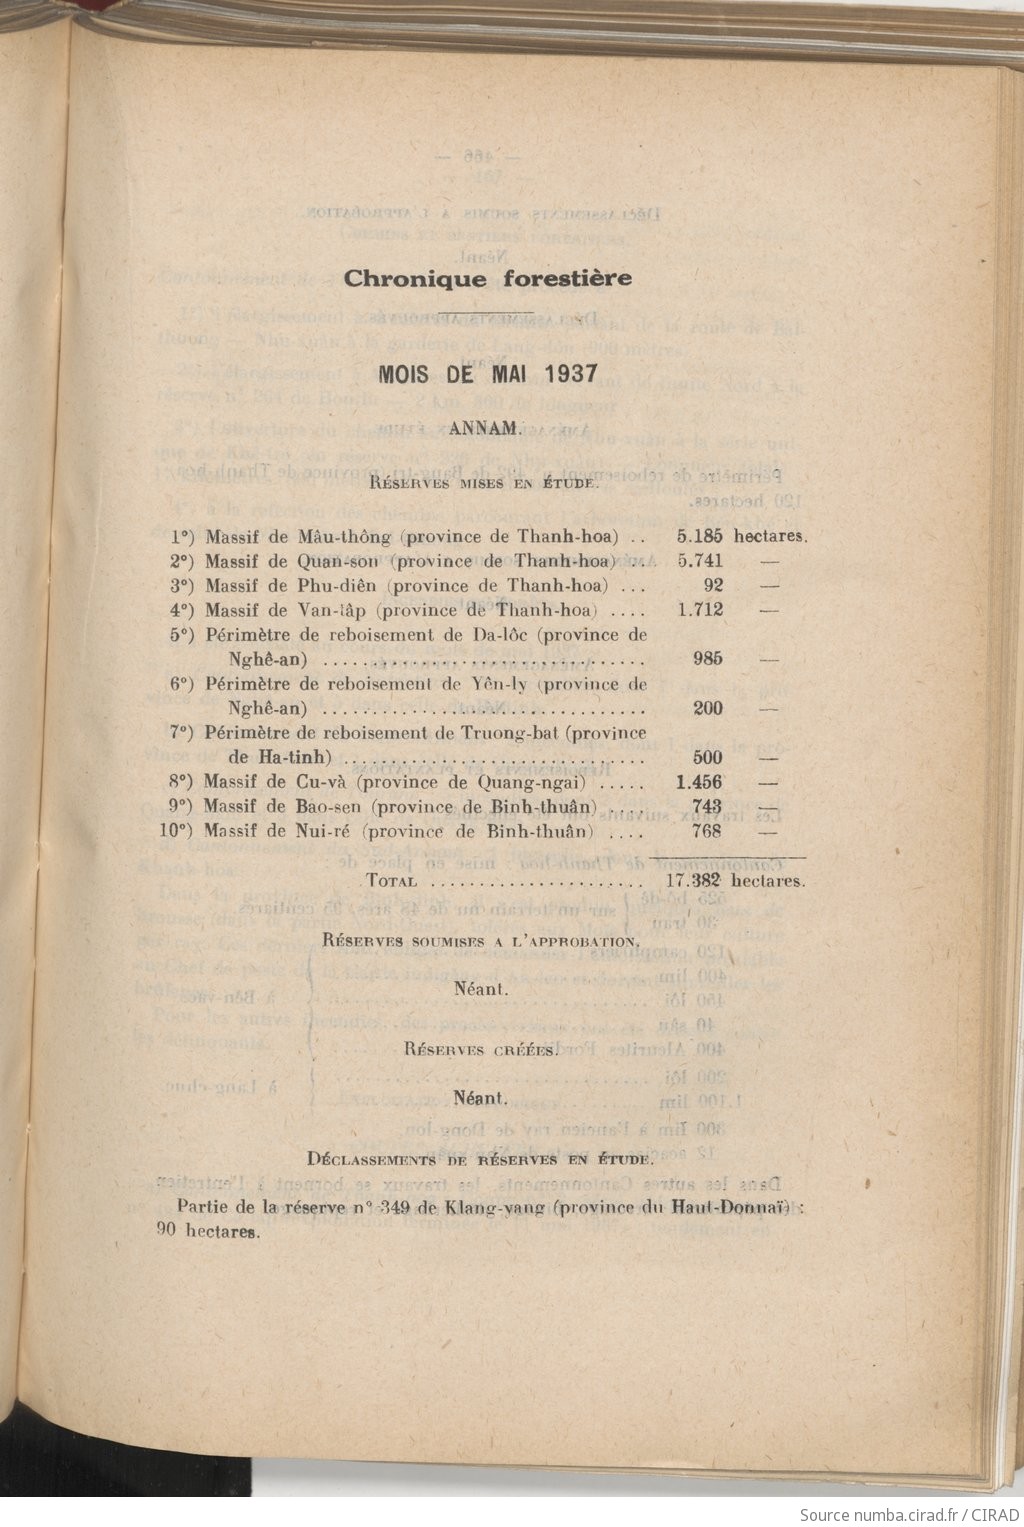 Chronique forestière
MOIS DE MAI 1937
ANNAM.
RÉSERVES MISES EN ÉTUDE.
1°) Massif de Mâu-thông (province de Thanh-hoa) .. 5.185 hectares.
2°) Massif de Quan-son (province de Thanh-hoa) ... 5.741 —
3°) Massif de Phu-diên (province de Thanh-hoa) ... 92 —
4°) Massif de Van-lâp (province de Thanh-hoa) .... 1.712 —
5°) Périmètre de reboisement de Da-lôc (province de
Nghê-an) ................................. 985 —
6°) Périmètre de reboisement de Yên-ly (province de
Nghê-an) ................................. 200 —
7°) Périmètre de reboisement de Truong-bat (province
de Ha-tinh) ............................... 500 —
8°) Massif de Cu-và (province de Quang-ngai) ..... 1.456 —
9°) Massif de Bao-sen (province de Binh-thuân) .... 743 —
10°) Massif de Nui-ré (province de Binh-thuân) .... 768 —
TOTAL ...................... 17.382 hectares.
RÉSERVES SOUMISES A L'APPROBATION.
Néant.
RÉSERVES CRÉÉES.
Néant.
DÉCLASSEMENTS DE RÉSERVES EN ÉTUDE.
Partie de la réserve n° 349 de Klang-yang (province du Haut-Donnaï) :
90 hectares.
Source numba.cirad.fr / CIRAD